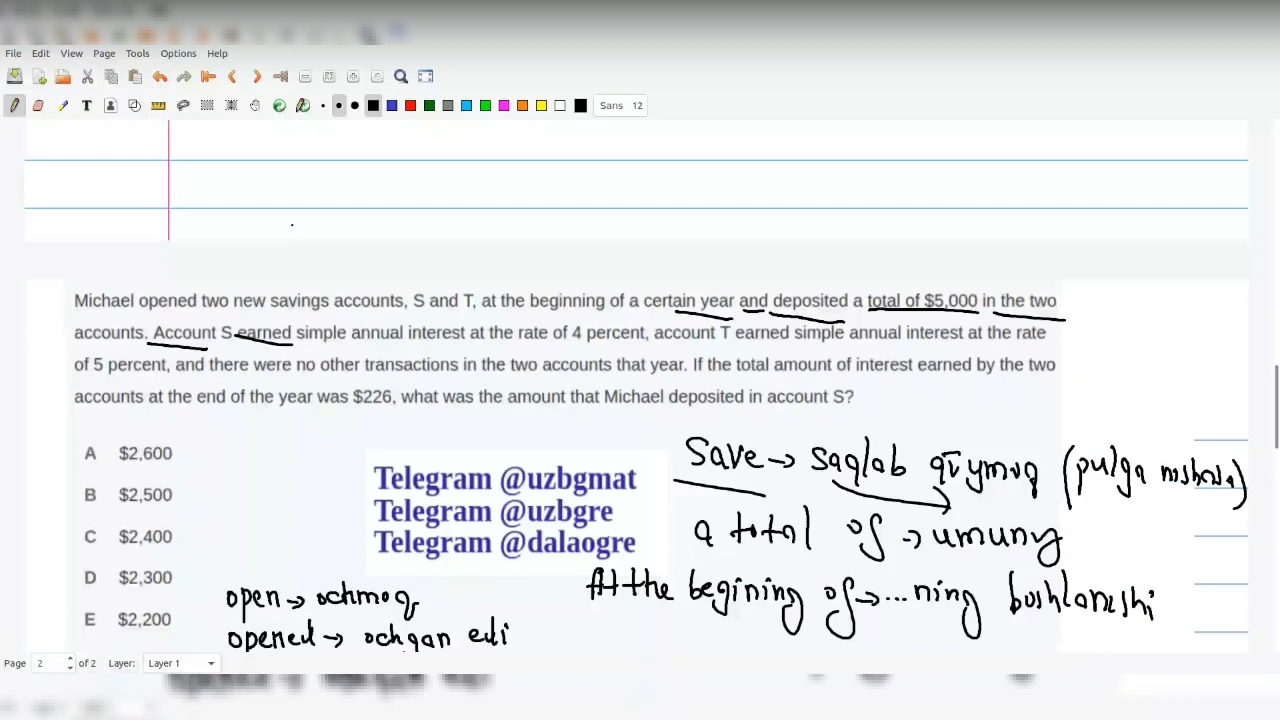 File Edit View Page Tools Options Help
T Sans 12
Michael opened two new savings accounts, S and T, at the beginning of a certain year and deposited a total of $5,000 in the two
accounts. Account S earned simple annual interest at the rate of 4 percent, account T earned simple annual interest at the rate
of 5 percent, and there were no other transactions in the two accounts that year. If the total amount of interest earned by the two
accounts at the end of the year was $226, what was the amount that Michael deposited in account S?
A $2,600
B $2,500
C $2,400
D $2,300
E $2,200
Telegram @uzbgmat
Telegram @uzbgre
Telegram @dalaogre
Save → saqlab qo'ymoq (pulga nisbatan)
a total of → umumiy
At the begining of → ...ning boshlanishi
open → ochmoq
opened → ochgan edi
Page 2 of 2 Layer: Layer 1